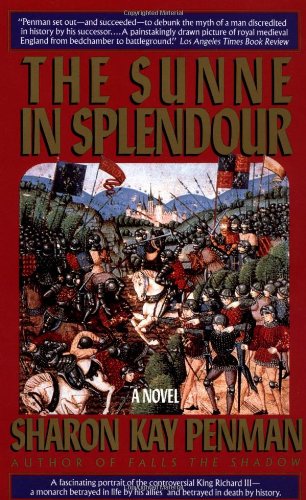 Copyrighted Material
"Penman set out—and succeeded—to debunk the myth of a man discredited
in history by his successor.... A painstakingly drawn picture of royal medieval
England from bedchamber to battleground." Los Angeles Times Book Review
THE SUNNE
IN SPLENDOUR
A NOVEL
SHARON KAY PENMAN
AUTHOR OF FALLS THE SHADOW
A fascinating portrait of the controversial King Richard III—
a monarch betrayed in life by his allies and betrayed in death by history.